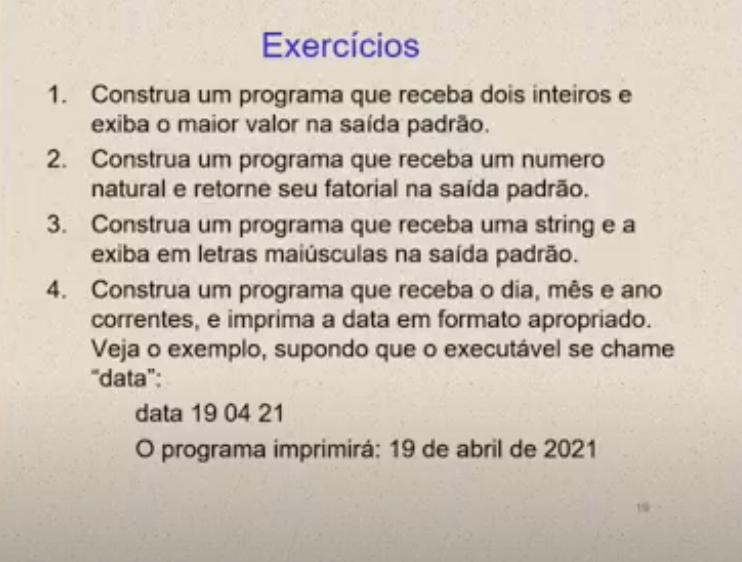 Exercícios
1. Construa um programa que receba dois inteiros e
exiba o maior valor na saída padrão.
2. Construa um programa que receba um numero
natural e retorne seu fatorial na saída padrão.
3. Construa um programa que receba uma string e a
exiba em letras maiúsculas na saída padrão.
4. Construa um programa que receba o dia, mês e ano
correntes, e imprima a data em formato apropriado.
Veja o exemplo, supondo que o executável se chame
“data”:
data 19 04 21
O programa imprimirá: 19 de abril de 2021
19